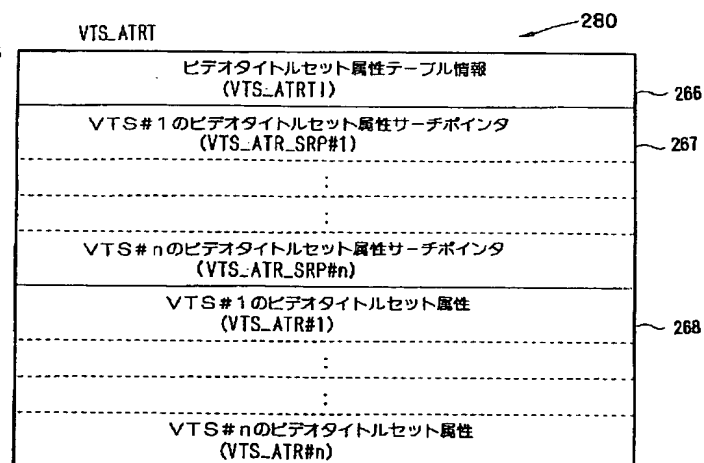 VTS_ATRT
280
ビデオタイトルセット属性テーブル情報
(VTS_ATRTI)
266
VTS#1のビデオタイトルセット属性サーチポインタ
(VTS_ATR_SRP#1)
267
:
:
VTS#nのビデオタイトルセット属性サーチポインタ
(VTS_ATR_SRP#n)
VTS#1のビデオタイトルセット属性
(VTS_ATR#1)
268
:
:
VTS#nのビデオタイトルセット属性
(VTS_ATR#n)